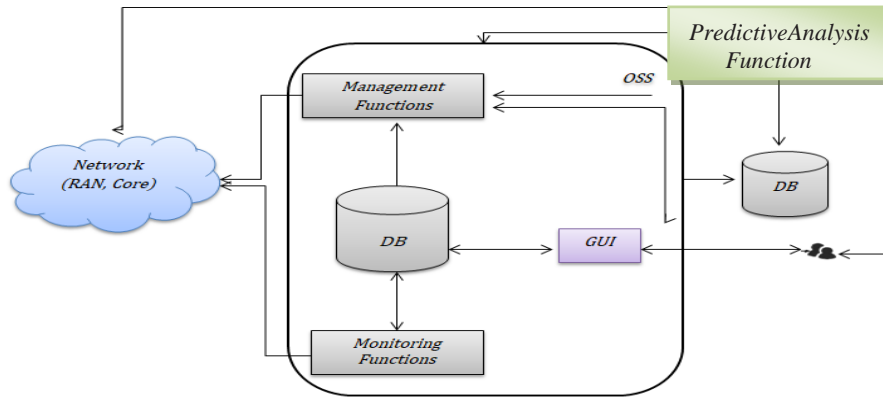 PredictiveAnalysis
Function
OSS
Management
Functions
Network
(RAN, Core)
DB
DB
GUI
Monitoring
Functions